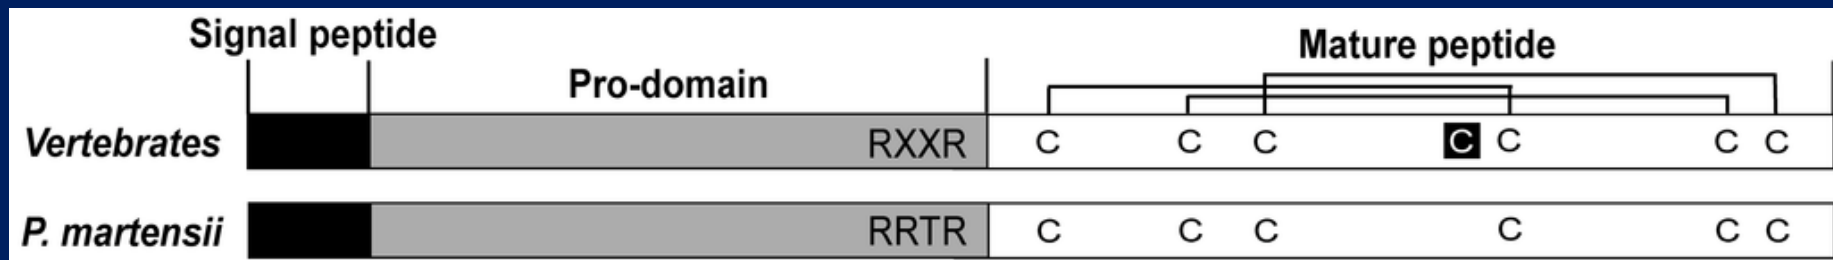 Signal peptide
Mature peptide
Pro-domain
Vertebrates RXXR C C C C C C C
P. martensii RRTR C C C C C C